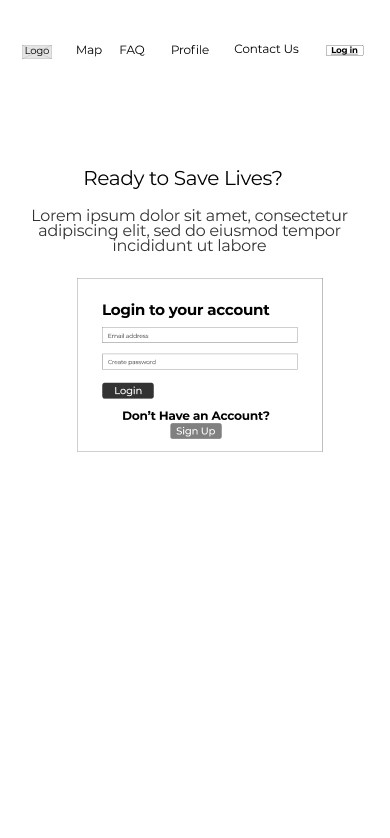 Logo
Map
FAQ
Profile
Contact Us
Log in
Ready to Save Lives?
Lorem ipsum dolor sit amet, consectetur
adipiscing elit, sed do eiusmod tempor
incididunt ut labore
Login to your account
Email address
Create password
Login
Don't Have an Account?
Sign Up